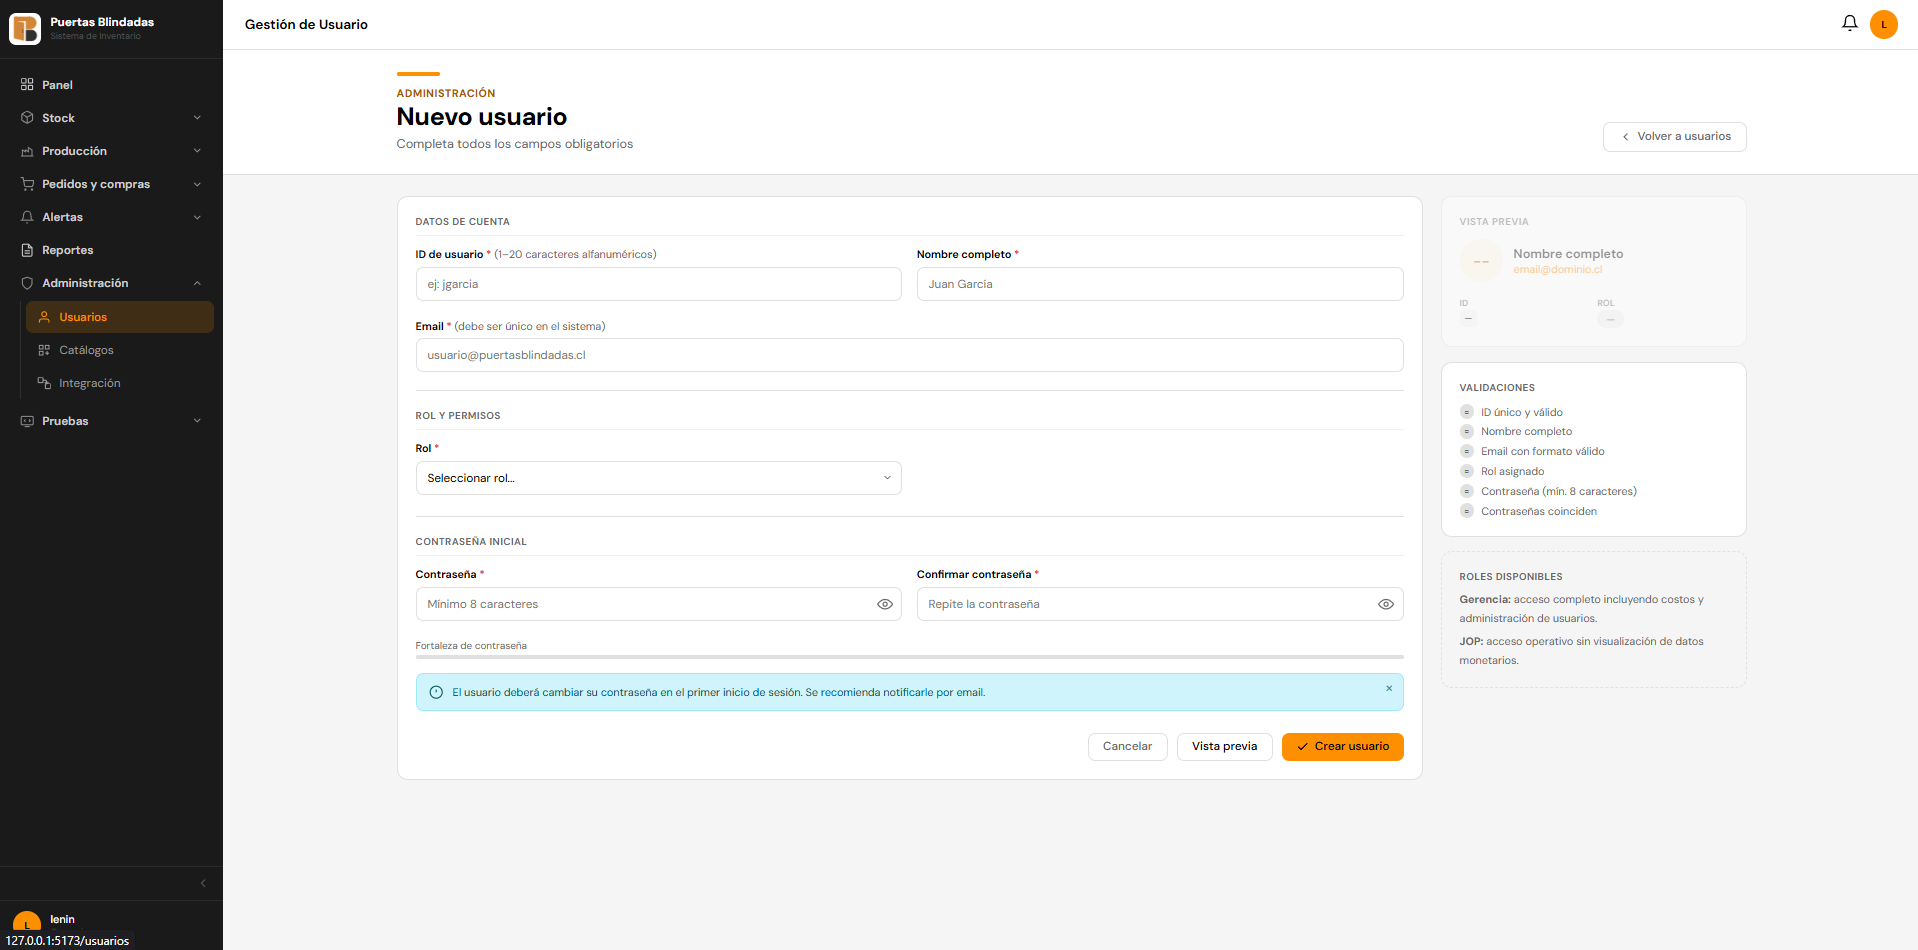 Puertas Blindadas
Sistema de Inventario
Panel
Stock
Producción
Pedidos y compras
Alertas
Reportes
Administración
Usuarios
Catálogos
Integración
Pruebas
L
lenin
127.0.0.1:5173/usuarios
Gestión de Usuario
L
ADMINISTRACIÓN
Nuevo usuario
Completa todos los campos obligatorios
Volver a usuarios
DATOS DE CUENTA
ID de usuario * (1–20 caracteres alfanuméricos)
ej: jgarcia
Nombre completo *
Juan García
Email * (debe ser único en el sistema)
usuario@puertasblindadas.cl
ROL Y PERMISOS
Rol *
Seleccionar rol...
CONTRASEÑA INICIAL
Contraseña *
Mínimo 8 caracteres
Confirmar contraseña *
Repite la contraseña
Fortaleza de contraseña
El usuario deberá cambiar su contraseña en el primer inicio de sesión. Se recomienda notificarle por email.
Cancelar
Vista previa
Crear usuario
VISTA PREVIA
--
Nombre completo
email@dominio.cl
ID
—
ROL
—
VALIDACIONES
ID único y válido
Nombre completo
Email con formato válido
Rol asignado
Contraseña (mín. 8 caracteres)
Contraseñas coinciden
ROLES DISPONIBLES
Gerencia: acceso completo incluyendo costos y
administración de usuarios.
JOP: acceso operativo sin visualización de datos
monetarios.